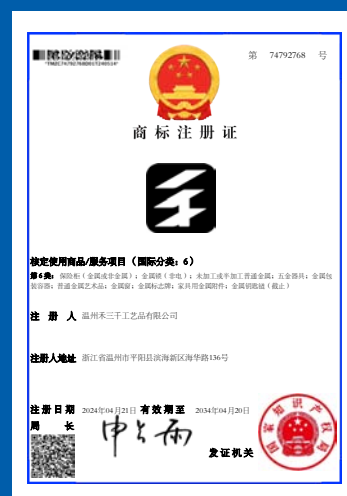 第 74792768 号
商标注册证
核定使用商品/服务项目（国际分类：6）
第6类：保险柜（金属或非金属）；金属锁（非电）；未加工或半加工普通金属；五金器具；金属包
装容器；普通金属艺术品；金属窗；金属标志牌；家具用金属附件；金属钥匙链（截止）
注 册 人 温州禾三千工艺品有限公司
注册人地址 浙江省温州市平阳县滨海新区海华路136号
注册日期 2024年04月21日 有效期至 2034年04月20日
局 长
发证机关
国家知识产权局